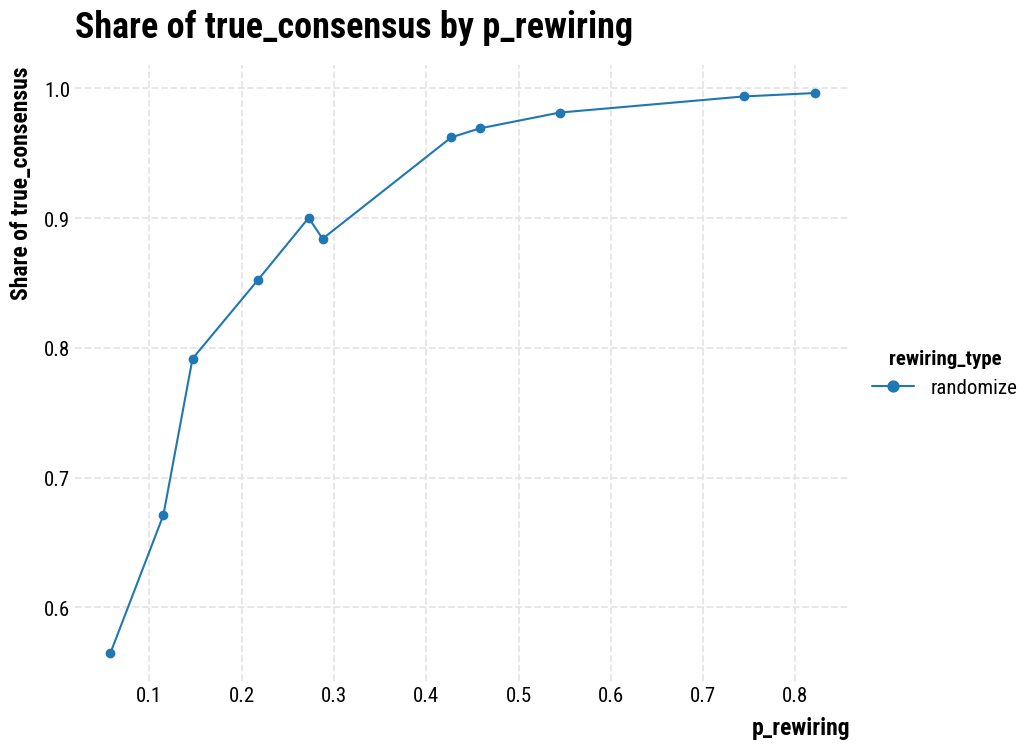 Share of true_consensus by p_rewiring
Share of true_consensus
1.0
0.9
0.8
0.7
0.6
0.1 0.2 0.3 0.4 0.5 0.6 0.7 0.8
p_rewiring
rewiring_type
randomize